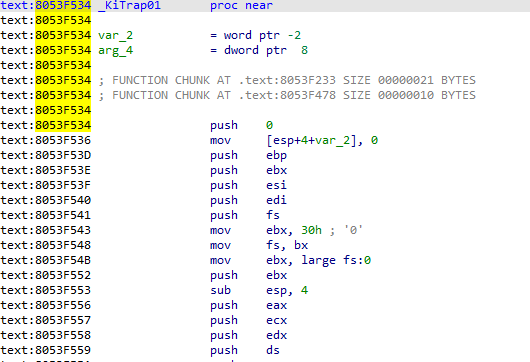 text:8053F534 _KiTrap01 proc near
text:8053F534
text:8053F534 var_2 = word ptr -2
text:8053F534 arg_4 = dword ptr 8
text:8053F534
text:8053F534 ; FUNCTION CHUNK AT .text:8053F233 SIZE 00000021 BYTES
text:8053F534 ; FUNCTION CHUNK AT .text:8053F478 SIZE 00000010 BYTES
text:8053F534
text:8053F534 push 0
text:8053F536 mov [esp+4+var_2], 0
text:8053F53D push ebp
text:8053F53E push ebx
text:8053F53F push esi
text:8053F540 push edi
text:8053F541 push fs
text:8053F543 mov ebx, 30h ; '0'
text:8053F548 mov fs, bx
text:8053F54B mov ebx, large fs:0
text:8053F552 push ebx
text:8053F553 sub esp, 4
text:8053F556 push eax
text:8053F557 push ecx
text:8053F558 push edx
text:8053F559 push ds